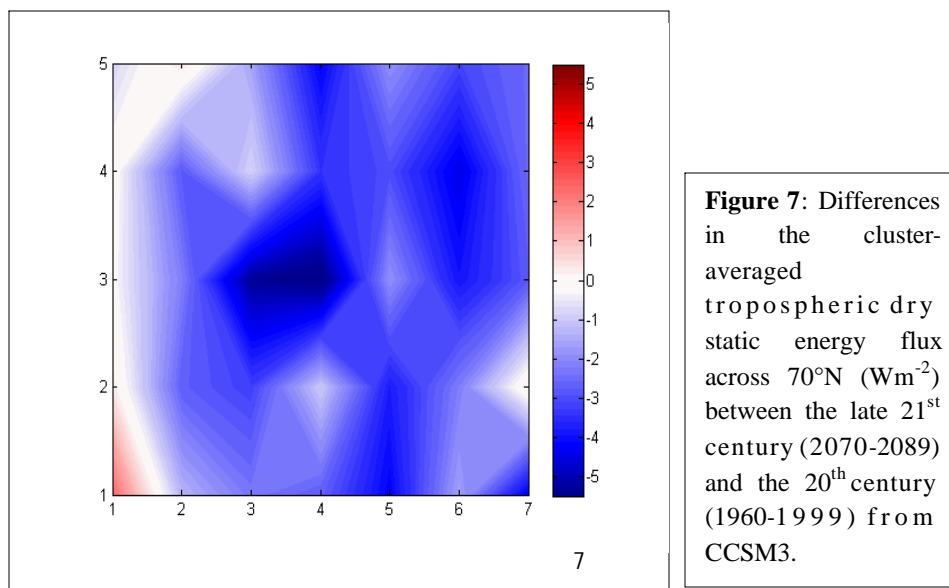 5
4
3
2
1
1 2 3 4 5 6 7
5
4
3
2
1
0
-1
-2
-3
-4
-5
7
Figure 7: Differences
in the cluster-
averaged
tropospheric dry
static energy flux
across 70°N (Wm-2)
between the late 21st
century (2070-2089)
and the 20th century
(1960-1999) from
CCSM3.